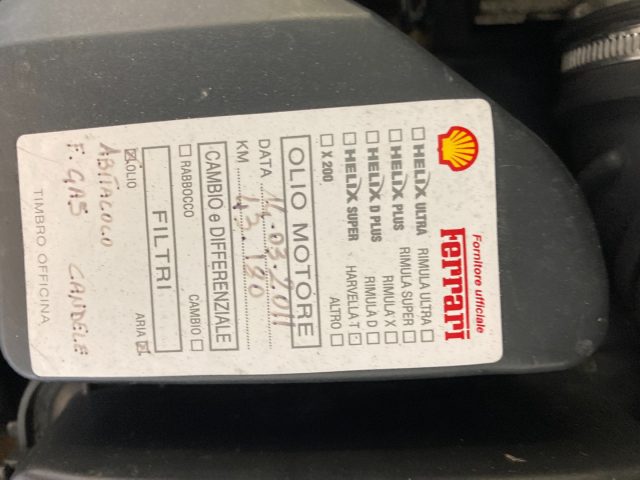 Fornitore ufficiale
Ferrari
HELIX ULTRA RIMULA ULTRA
HELIX PLUS RIMULA SUPER
HELIX D PLUS RIMULA X
HELIX SUPER RIMULA D
X 200 HARVELLA T
ALTRO
OLIO MOTORE
DATA 14.03.2011
KM 43.180
CAMBIO e DIFFERENZIALE
RABBOCCO CAMBIO
FILTRI
OLIO ARIA
ABITACOLO
F. GAS CANDELE
TIMBRO OFFICINA